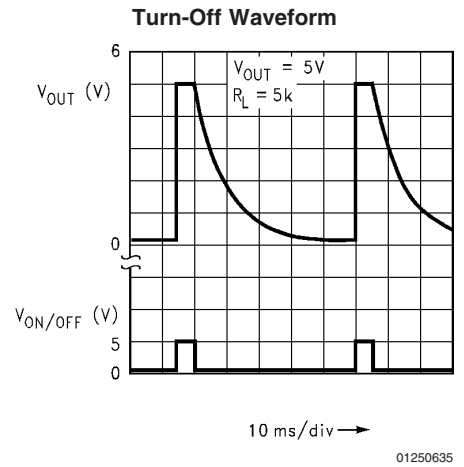 Turn-Off Waveform
6
V_OUT (V)
V_OUT = 5V
R_L = 5k
0
V_ON/OFF (V)
5
0
10 ms/div
01250635